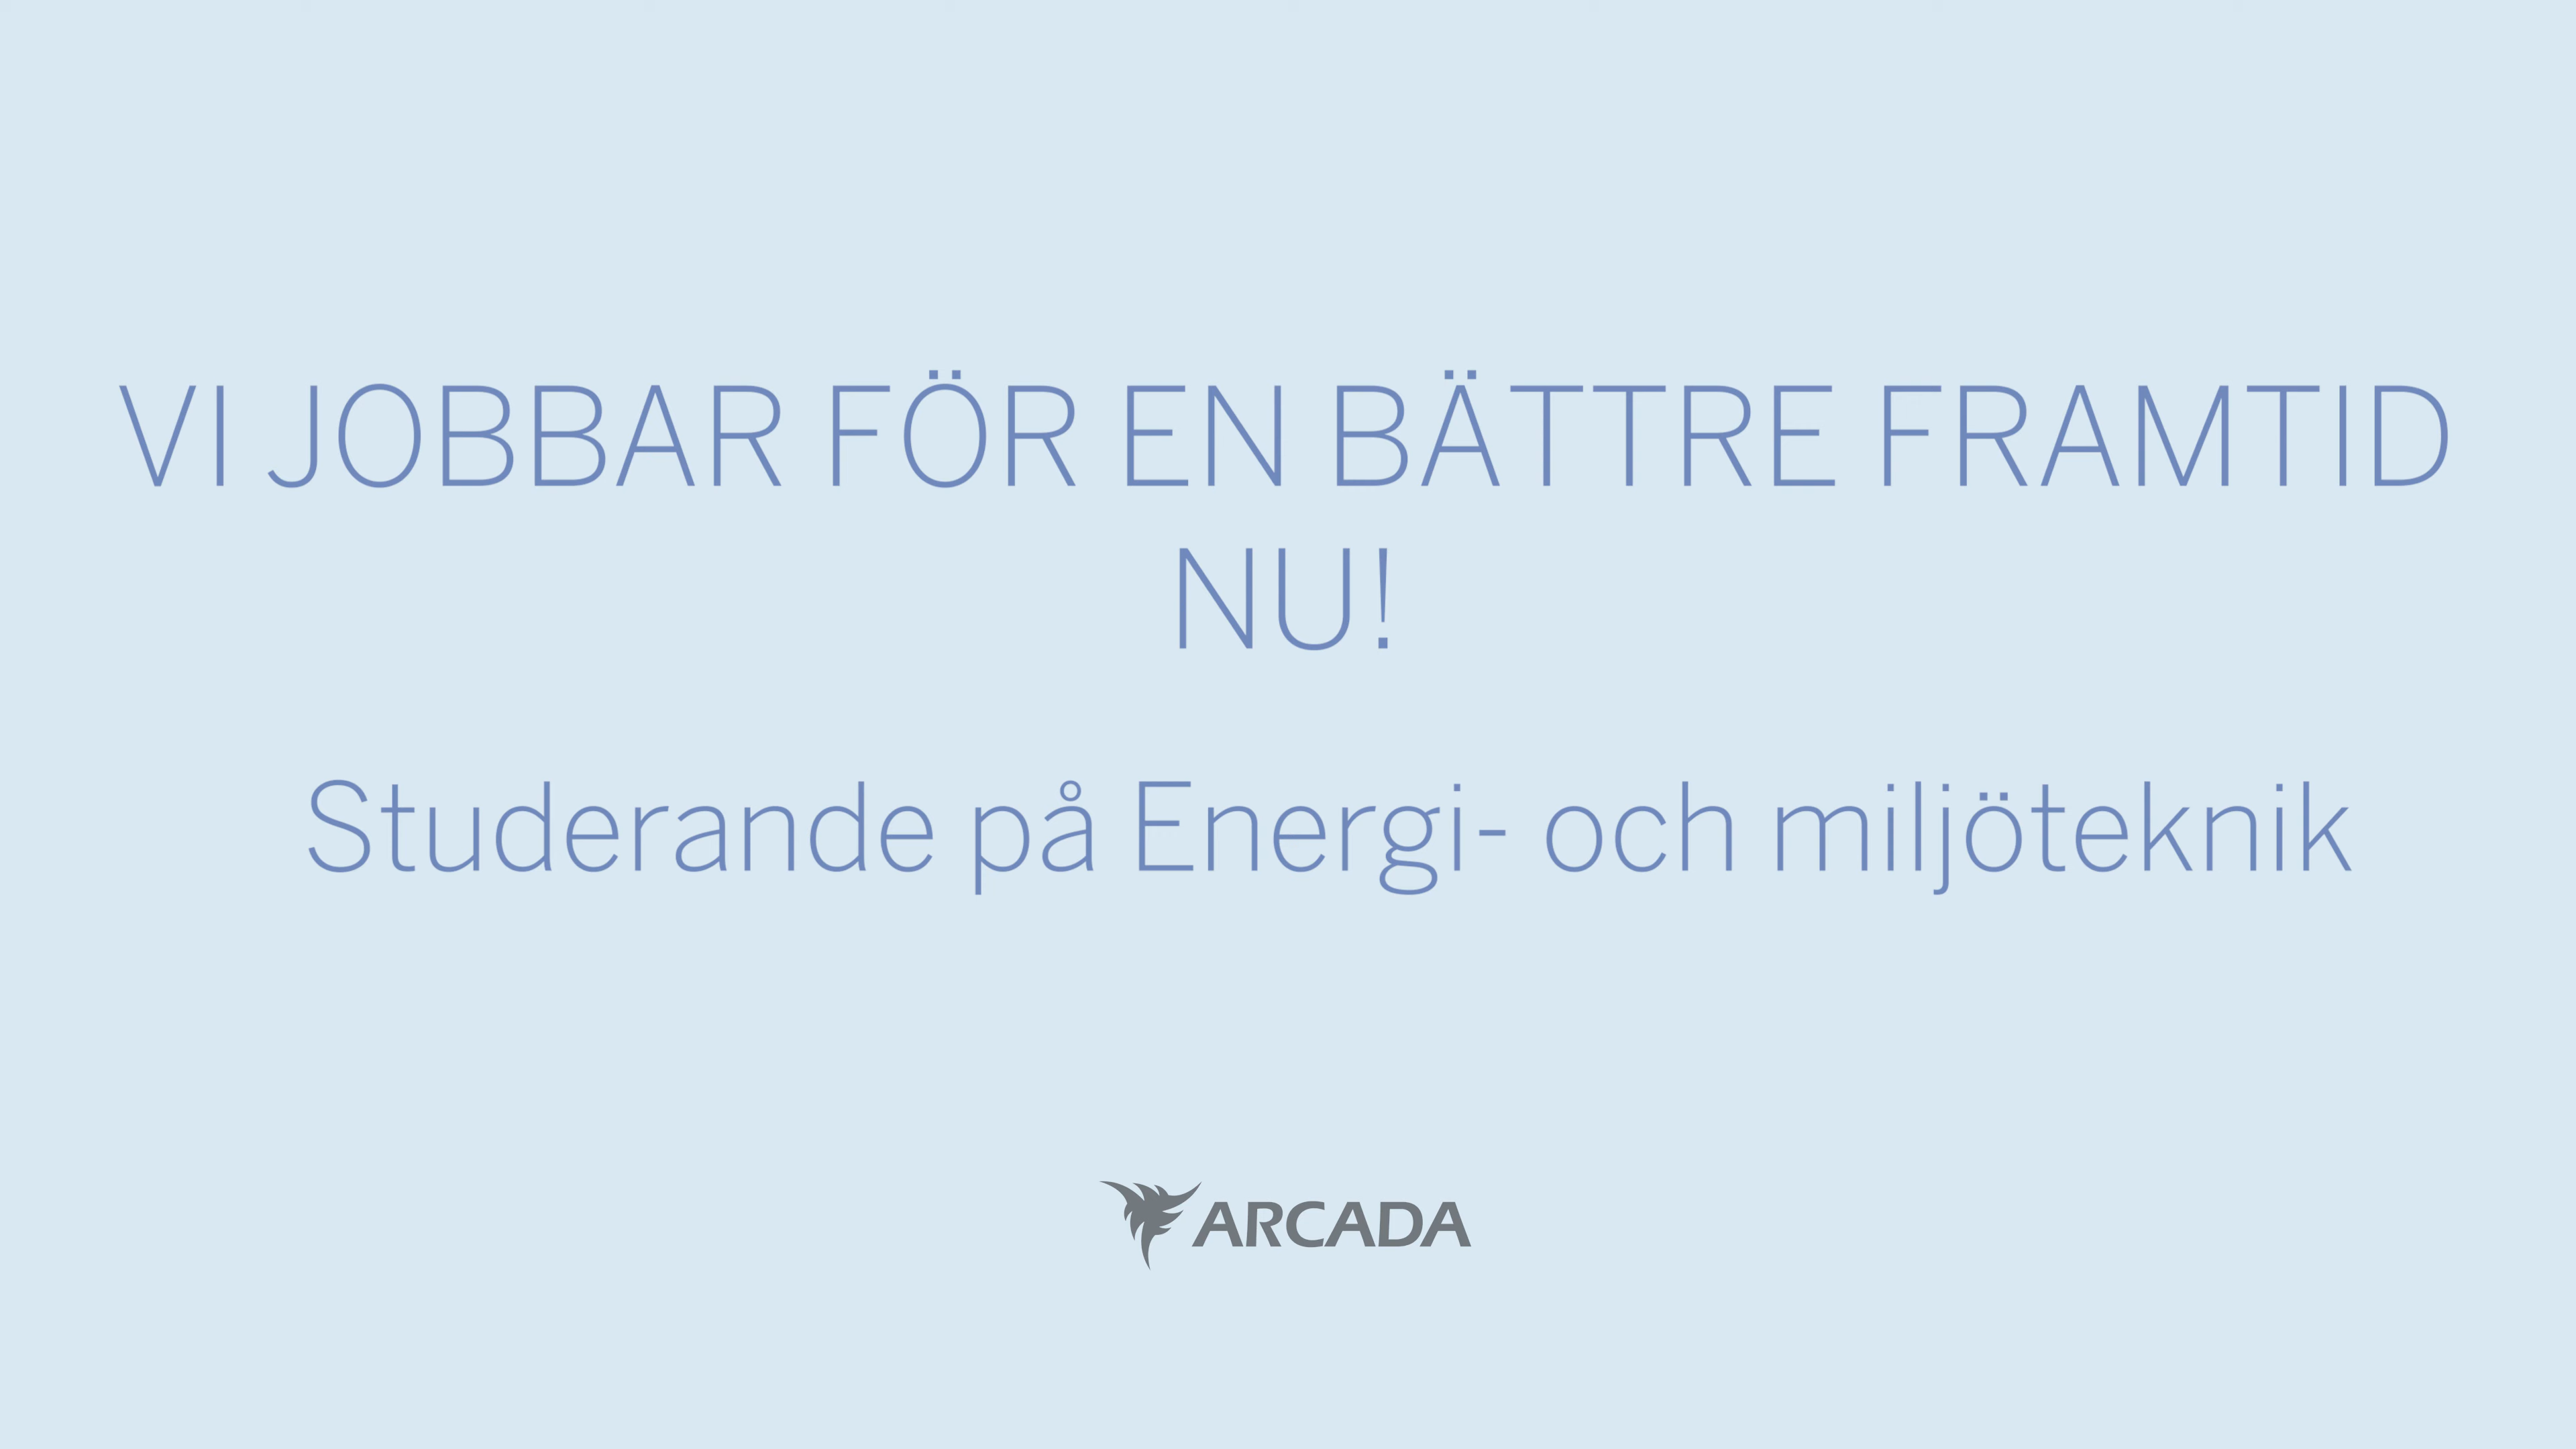 VI JOBBAR FÖR EN BÄTTRE FRAMTID
NU!
Studerande på Energi- och miljöteknik
ARCADA